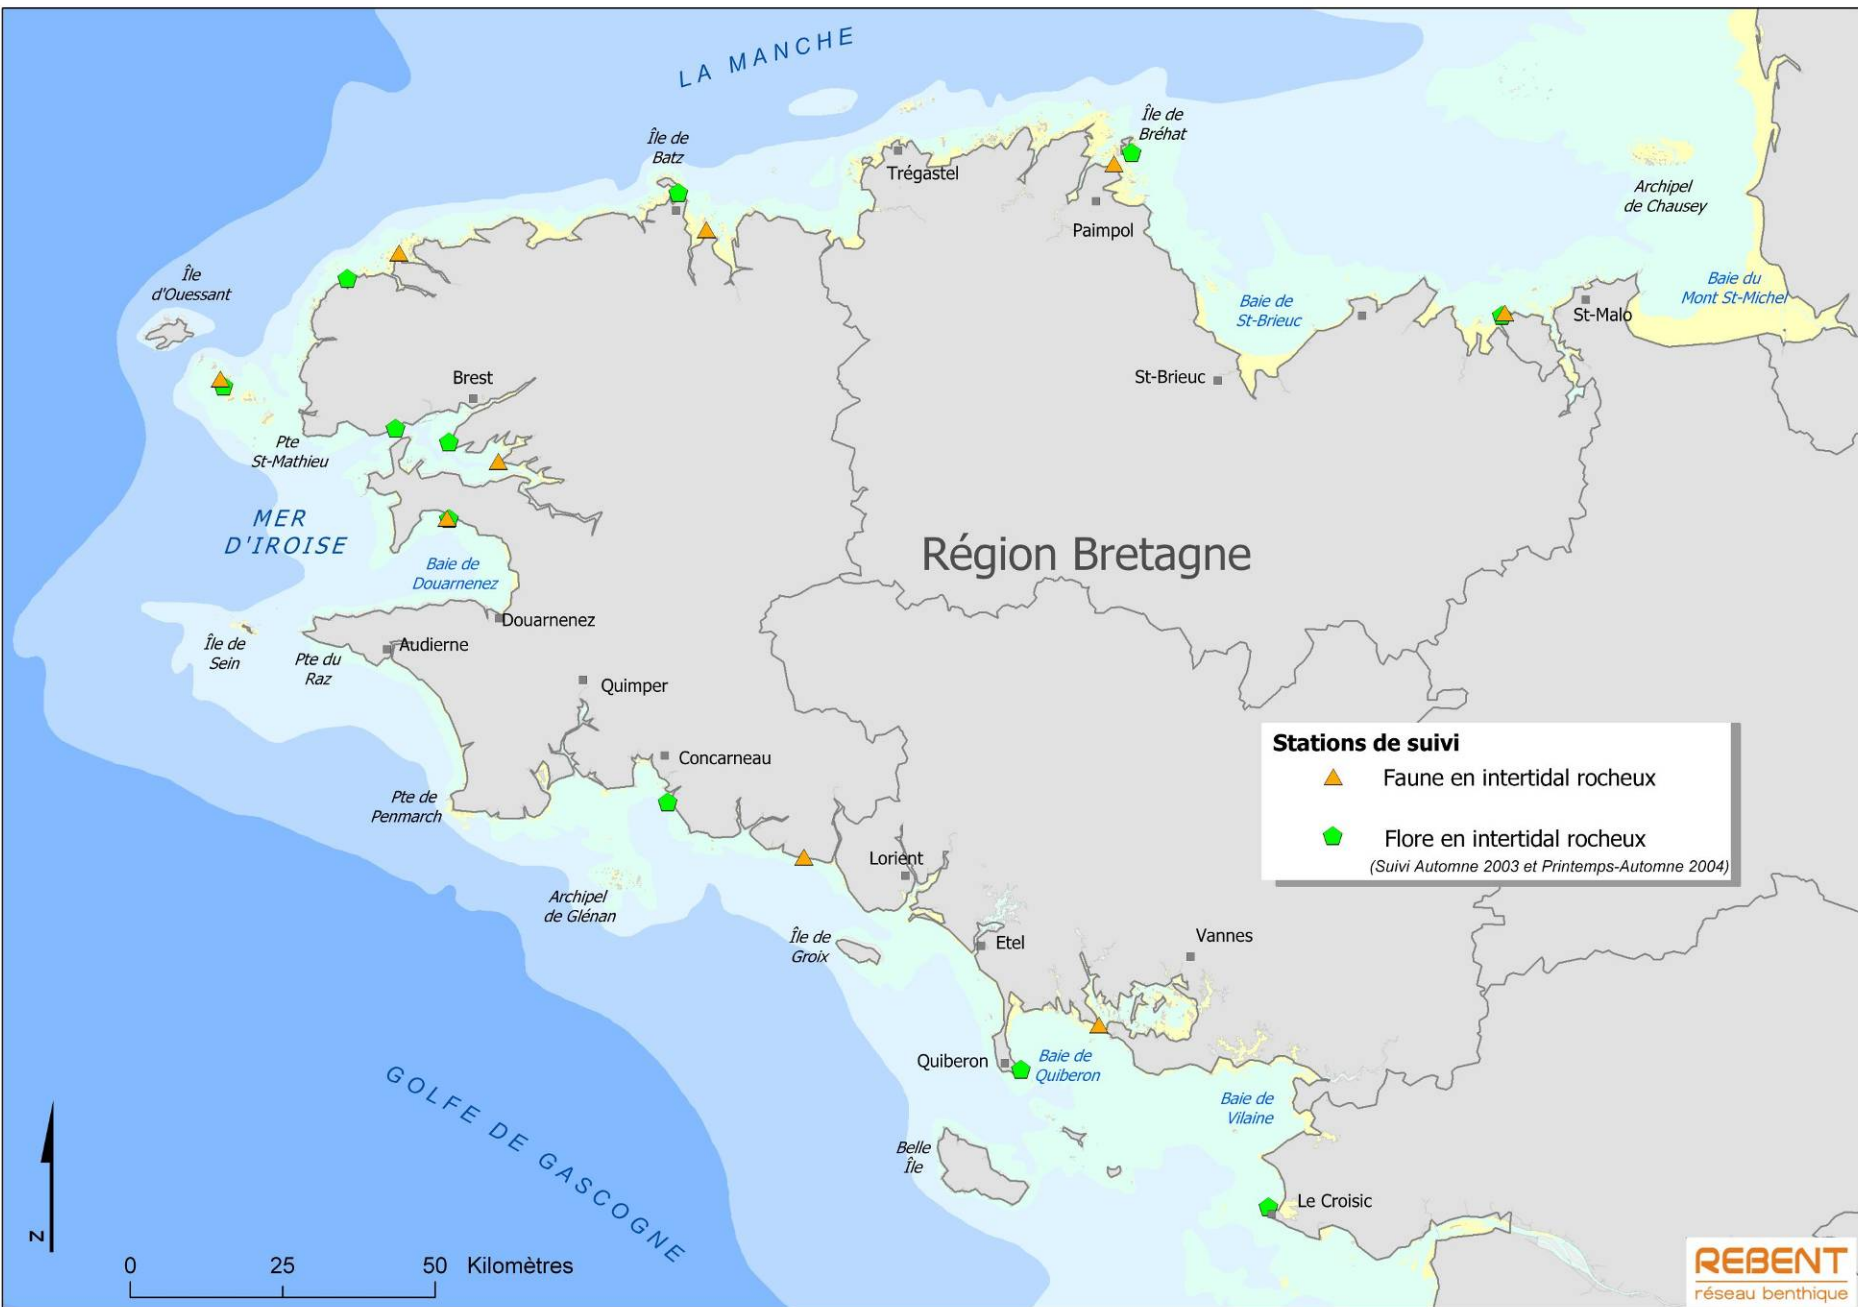 LA MANCHE
Île de
Bréhat
Île de
Batz
Trégastel
Archipel
de Chausey
Paimpol
Île
d'Ouessant
Baie du
Mont St-Michel
Baie de
St-Brieuc
St-Malo
Brest
St-Brieuc
Pte
St-Mathieu
MER
D'IROISE
Région Bretagne
Baie de
Douarnenez
Douarnenez
Audierne
Île de
Sein
Pte du
Raz
Quimper
Concarneau
Pte de
Penmarch
Stations de suivi
Faune en intertidal rocheux
Flore en intertidal rocheux
(Suivi Automne 2003 et Printemps-Automne 2004)
Lorient
Archipel
de Glénan
Île de
Groix
Etel
Vannes
Quiberon
Baie de
Quiberon
Baie de
Vilaine
GOLFE DE GASCOGNE
Belle
Île
Le Croisic
N
0 25 50 Kilomètres
REBENT
réseau benthique